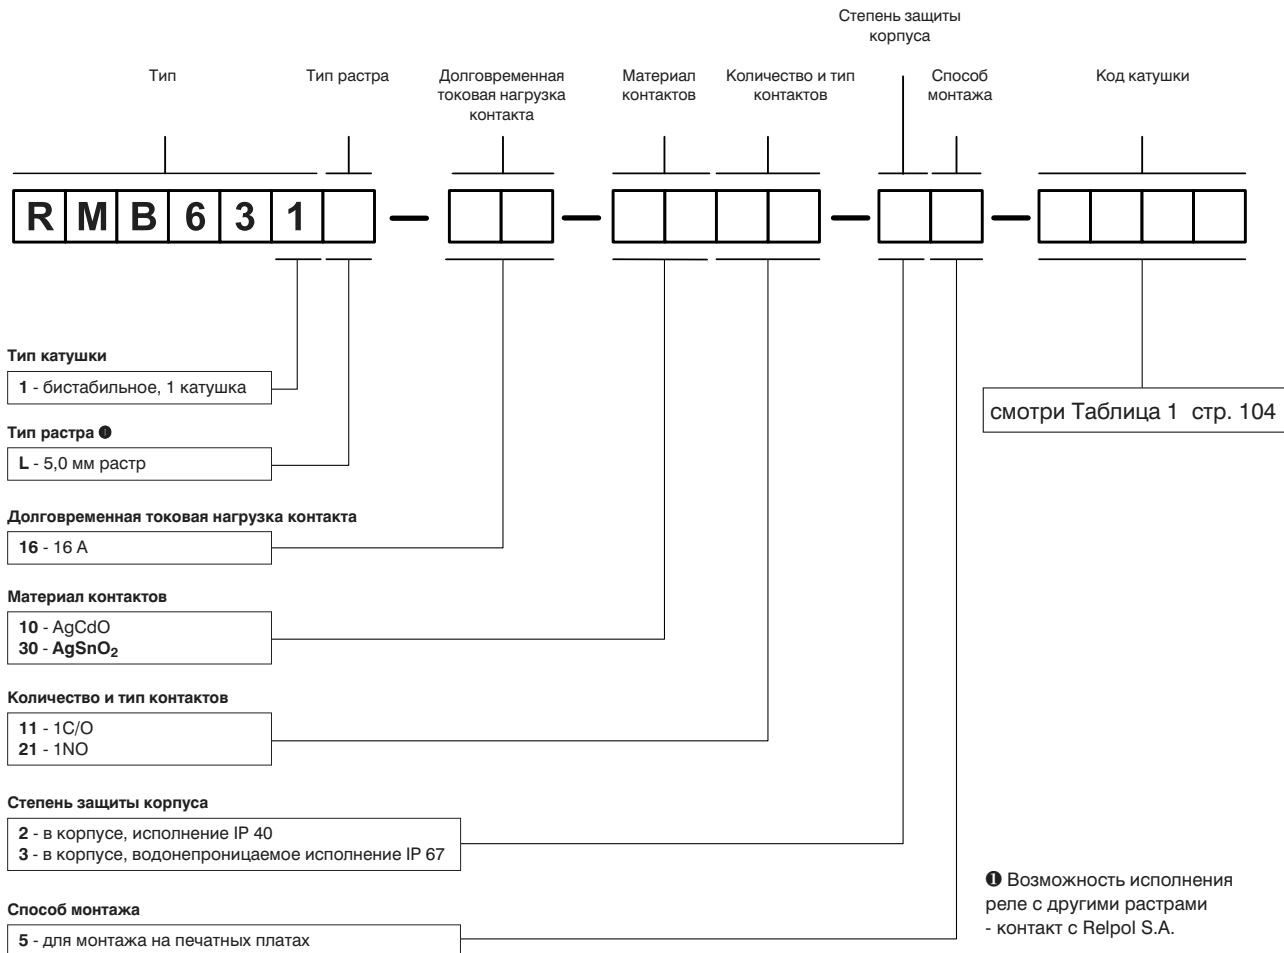 Степень защиты
корпуса
Тип
Тип растра
Долговременная
токовая нагрузка
контакта
Материал
контактов
Количество и тип
контактов
Способ
монтажа
Код катушки
R M B 6 3 1 — — — —
Тип катушки
1 - бистабильное, 1 катушка
смотри Таблица 1 стр. 104
Тип растра ❶
L - 5,0 мм растр
Долговременная токовая нагрузка контакта
16 - 16 A
Материал контактов
10 - AgCdO
30 - AgSnO₂
Количество и тип контактов
11 - 1C/O
21 - 1NO
Степень защиты корпуса
2 - в корпусе, исполнение IP 40
3 - в корпусе, водонепроницаемое исполнение IP 67
❶ Возможность исполнения
реле с другими растрами
- контакт с Relpol S.A.
Способ монтажа
5 - для монтажа на печатных платах